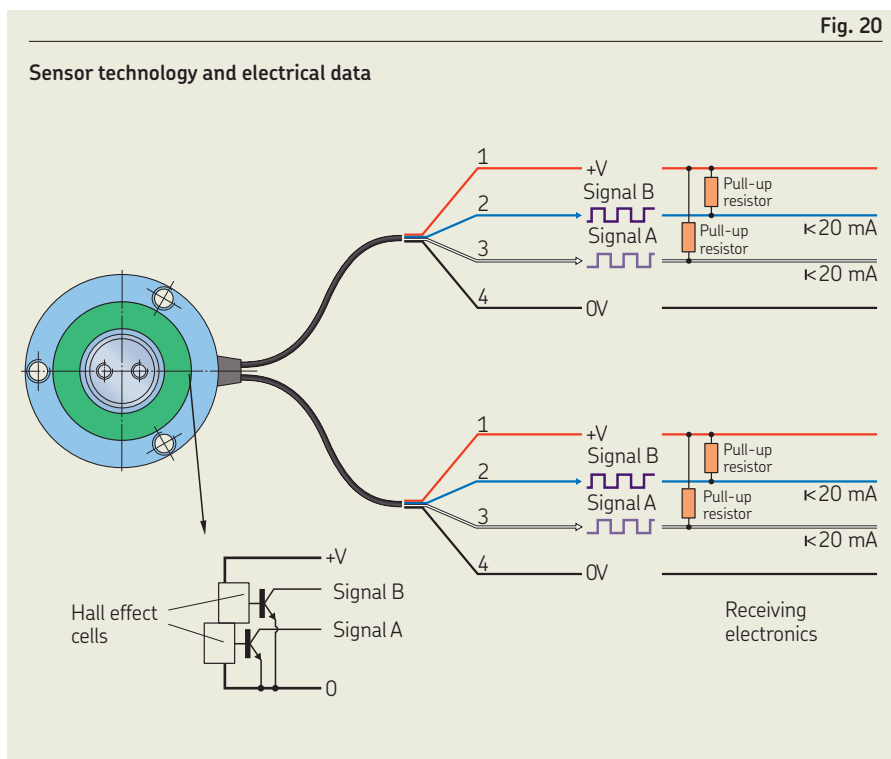 Fig. 20
Sensor technology and electrical data
1
+V
Signal B
Pull-up
resistor
2
I<20 mA
Signal A
Pull-up
resistor
3
I<20 mA
4
0V
1
+V
Signal B
Pull-up
resistor
2
I<20 mA
Signal A
Pull-up
resistor
3
I<20 mA
4
0V
+V
Signal B
Signal A
0
Hall effect
cells
Receiving
electronics